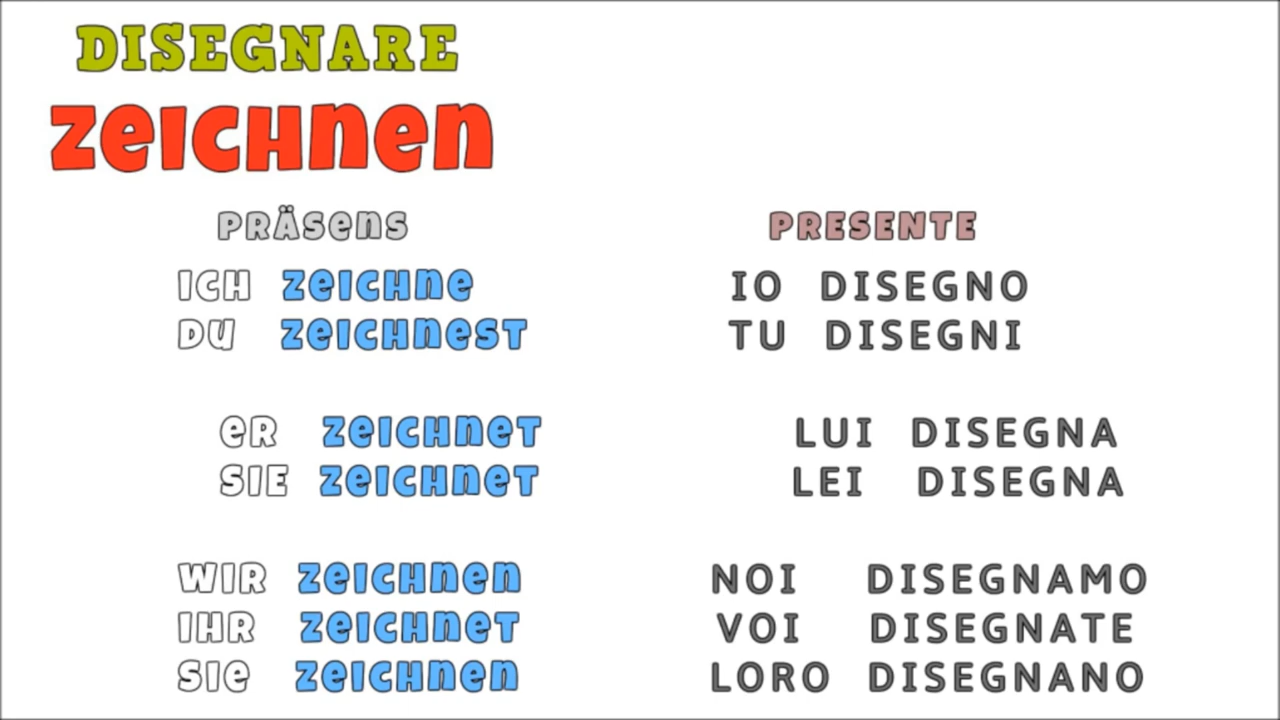 DISEGNARE
zeichnen
PRÄsens PRESENTE
ICH zeichne IO DISEGNO
DU zeichnest TU DISEGNI
eR zeichnet LUI DISEGNA
SIE zeichnet LEI DISEGNA
WIR zeichnen NOI DISEGNAMO
IHR zeichnet VOI DISEGNATE
SIe zeichnen LORO DISEGNANO